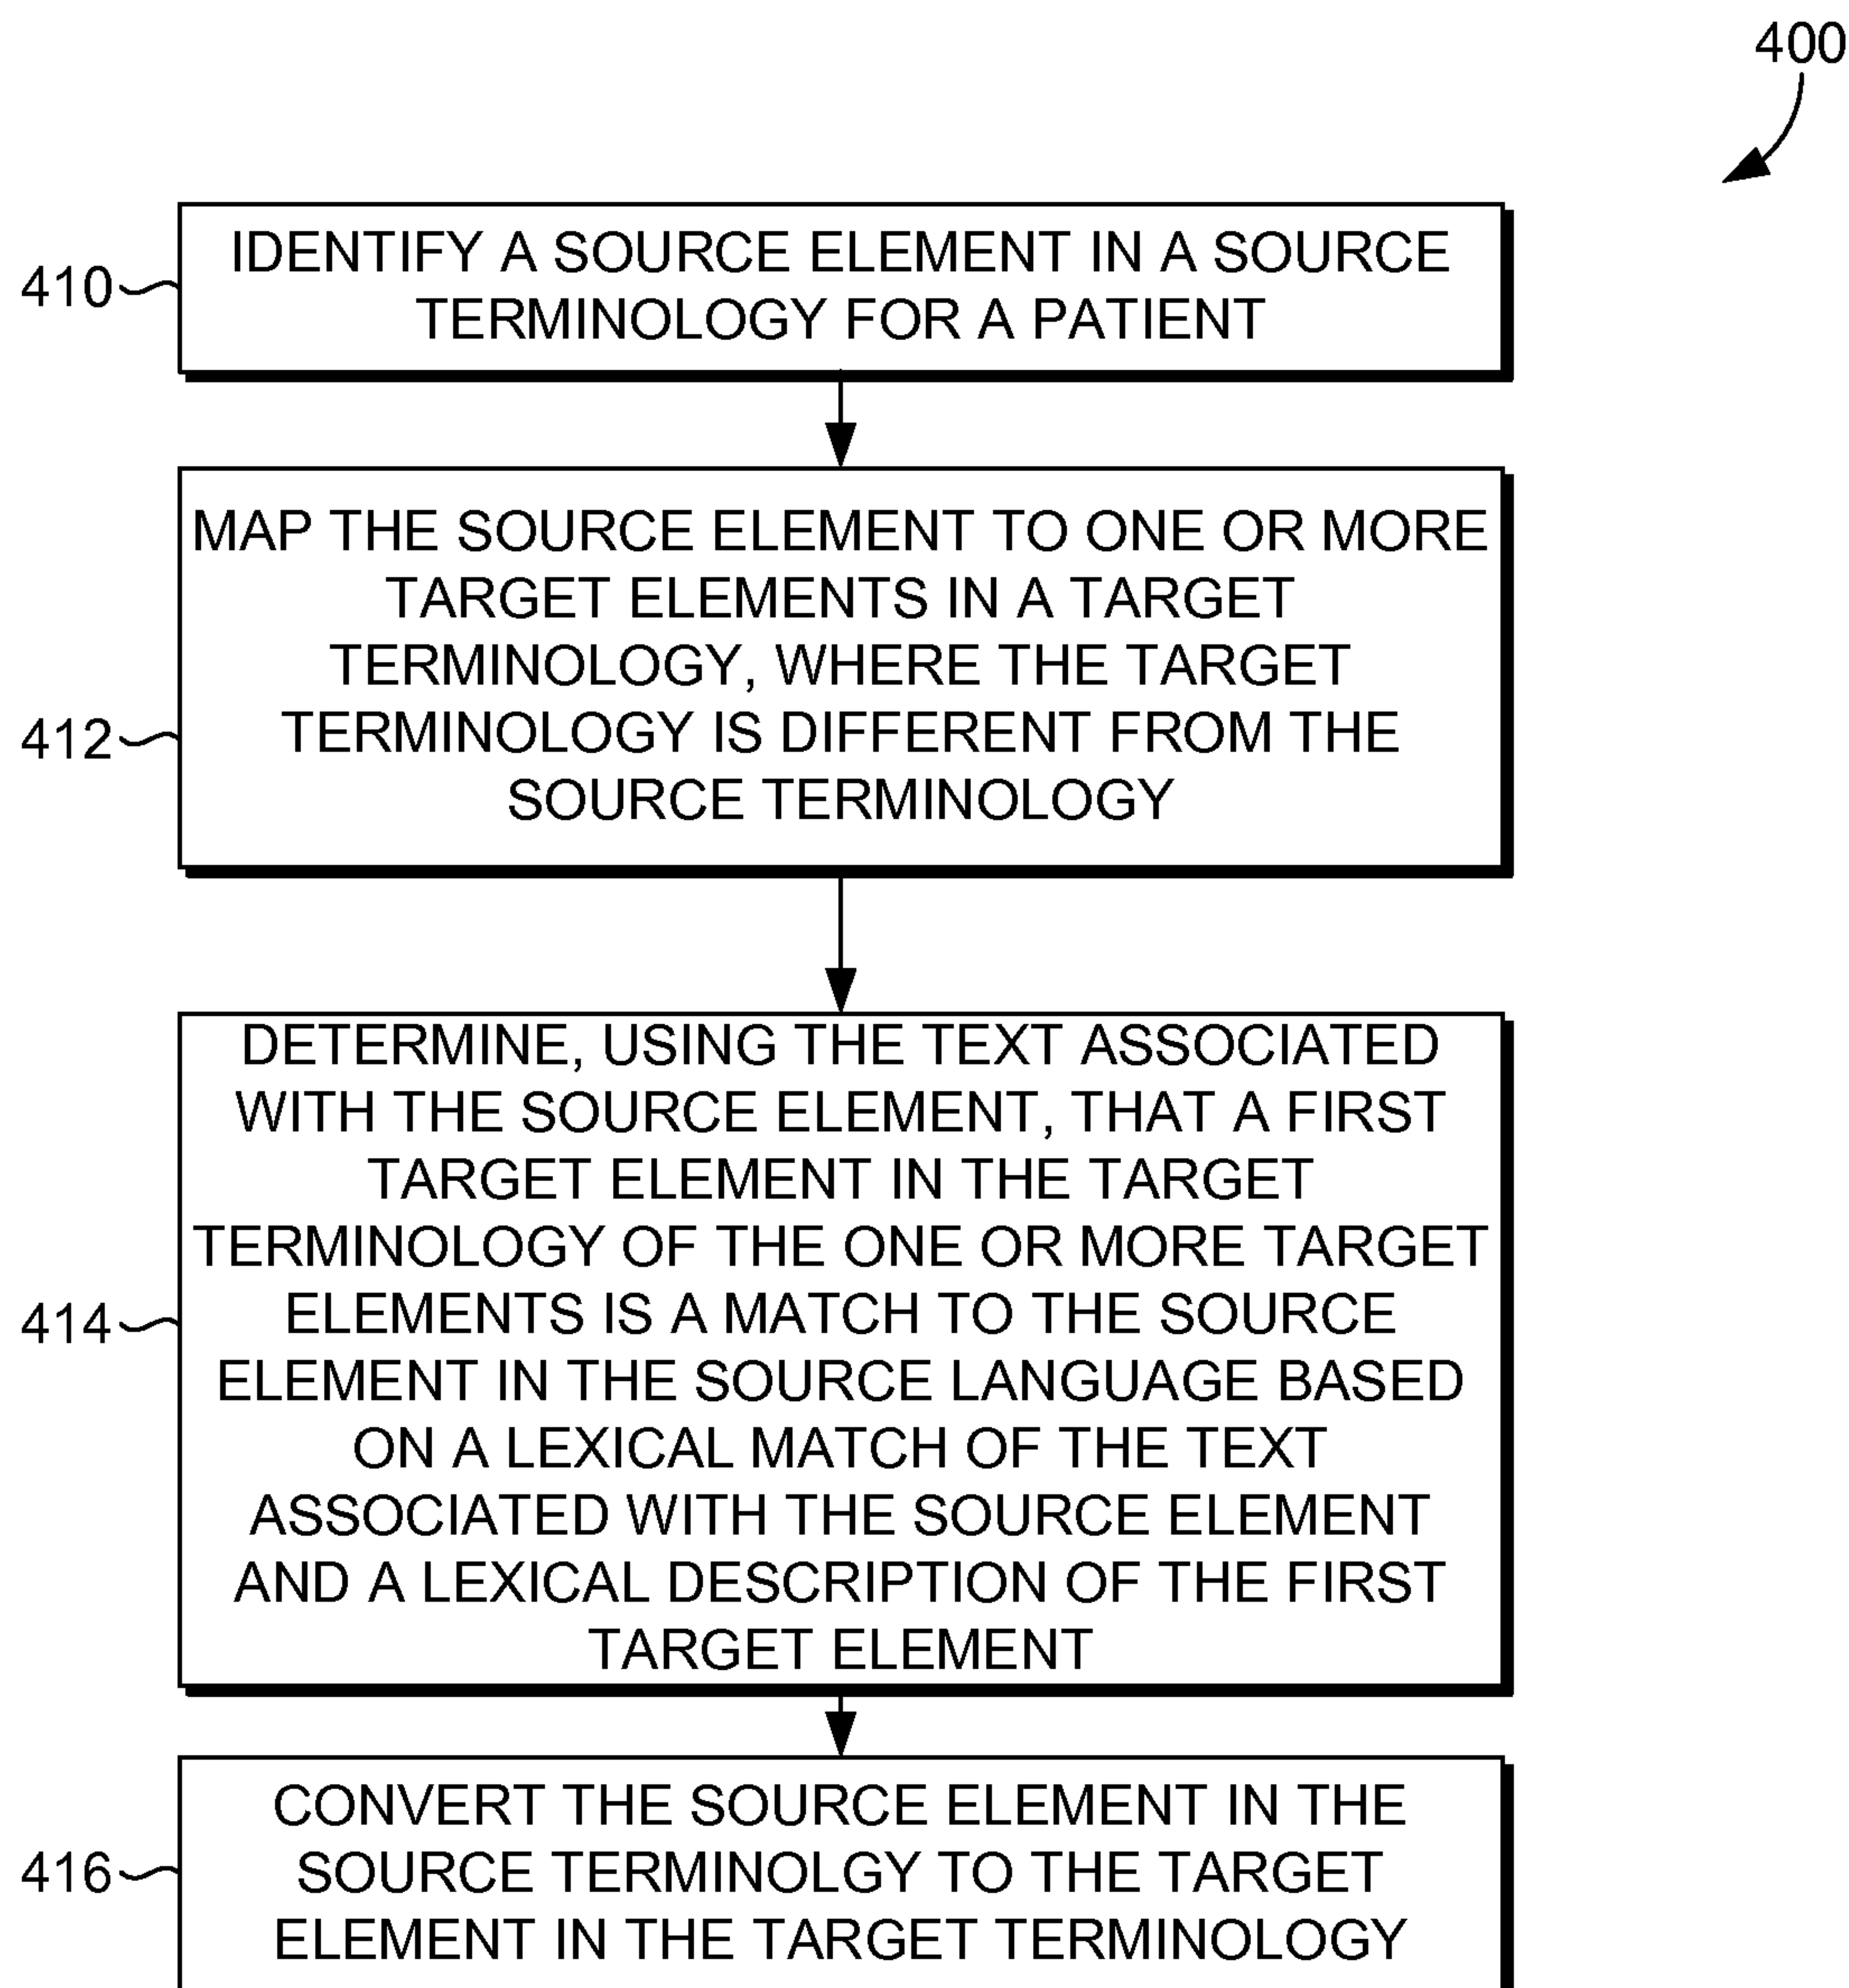 400
410
IDENTIFY A SOURCE ELEMENT IN A SOURCE
TERMINOLOGY FOR A PATIENT
412
MAP THE SOURCE ELEMENT TO ONE OR MORE
TARGET ELEMENTS IN A TARGET
TERMINOLOGY, WHERE THE TARGET
TERMINOLOGY IS DIFFERENT FROM THE
SOURCE TERMINOLOGY
414
DETERMINE, USING THE TEXT ASSOCIATED
WITH THE SOURCE ELEMENT, THAT A FIRST
TARGET ELEMENT IN THE TARGET
TERMINOLOGY OF THE ONE OR MORE TARGET
ELEMENTS IS A MATCH TO THE SOURCE
ELEMENT IN THE SOURCE LANGUAGE BASED
ON A LEXICAL MATCH OF THE TEXT
ASSOCIATED WITH THE SOURCE ELEMENT
AND A LEXICAL DESCRIPTION OF THE FIRST
TARGET ELEMENT
416
CONVERT THE SOURCE ELEMENT IN THE
SOURCE TERMINOLGY TO THE TARGET
ELEMENT IN THE TARGET TERMINOLOGY